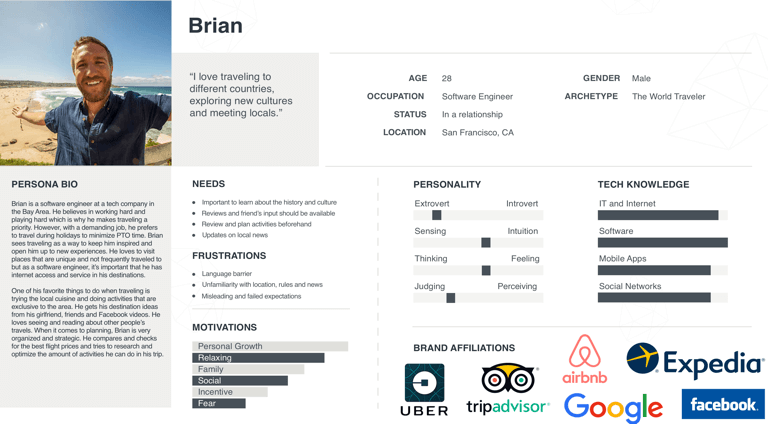 Brian
“I love traveling to
different countries,
exploring new cultures
and meeting locals.”
AGE 28
OCCUPATION Software Engineer
STATUS In a relationship
LOCATION San Francisco, CA
GENDER Male
ARCHETYPE The World Traveler
PERSONA BIO
Brian is a software engineer at a tech company in
the Bay Area. He believes in working hard and
playing hard which is why he makes traveling a
priority. However, with a demanding job, he prefers
to travel during holidays to minimize PTO time. Brian
sees traveling as a way to keep him inspired and
open him up to new experiences. He loves to visit
places that are unique and not frequently traveled to
but as a software engineer, it's important that he has
internet access and service in his destinations.
One of his favorite things to do when traveling is
trying the local cuisine and doing activities that are
exclusive to the area. He gets his destination ideas
from his girlfriend, friends and Facebook videos. He
loves seeing and reading about other people's
travels. When it comes to planning, Brian is very
organized and strategic. He compares and checks
for the best flight prices and tries to research and
optimize the amount of activities he can do in his trip.
NEEDS
• Important to learn about the history and culture
• Reviews and friend's input should be available
• Review and plan activities beforehand
• Updates on local news
FRUSTRATIONS
• Language barrier
• Unfamiliarity with location, rules and news
• Misleading and failed expectations
MOTIVATIONS
Personal Growth
Relaxing
Family
Social
Incentive
Fear
PERSONALITY
Extrovert Introvert
Sensing Intuition
Thinking Feeling
Judging Perceiving
TECH KNOWLEDGE
IT and Internet
Software
Mobile Apps
Social Networks
BRAND AFFILIATIONS
UBER
tripadvisor®
airbnb
Expedia®
Google
facebook.